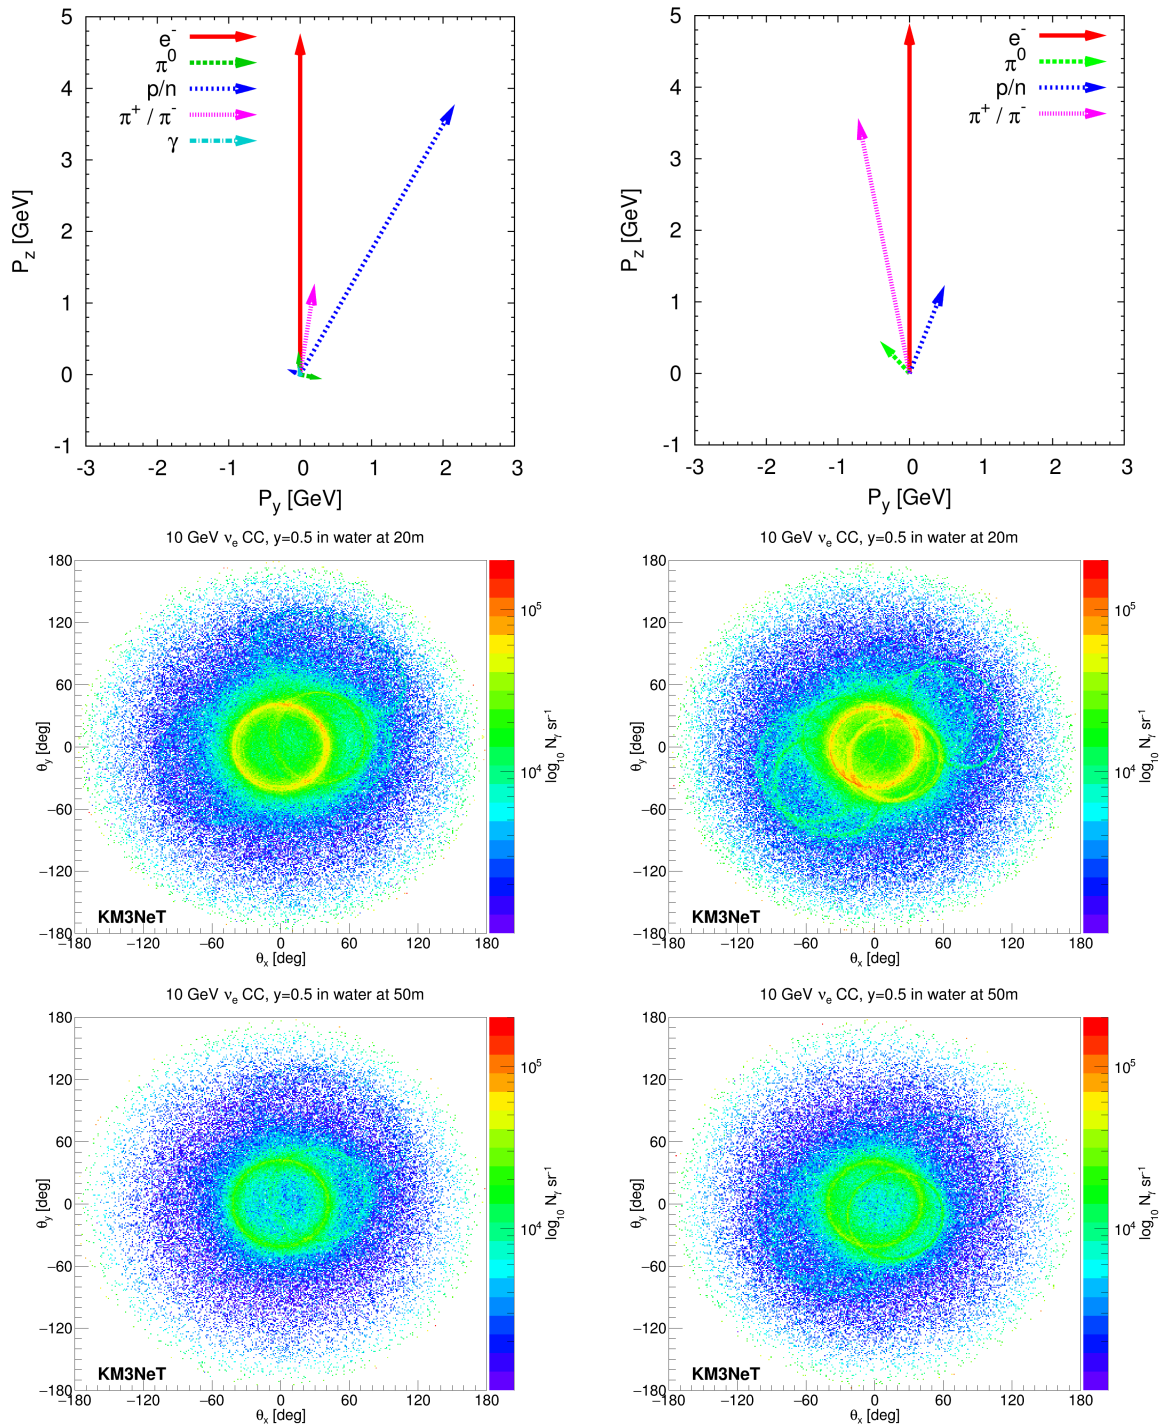 5
4
3
2
1
0
-1
-3
-2
-1
0
1
2
3
P_z [GeV]
P_y [GeV]
e^-
π^0
p/n
π^+ / π^-
γ
5
4
3
2
1
0
-1
-3
-2
-1
0
1
2
3
P_z [GeV]
P_y [GeV]
e^-
π^0
p/n
π^+ / π^-
10 GeV ν_e CC, y=0.5 in water at 20m
180
120
60
0
−60
−120
−180
−180
−120
−60
0
60
120
180
θ_y [deg]
θ_x [deg]
KM3NeT
10^5
10^4
log_10 N_γ sr^-1
10 GeV ν_e CC, y=0.5 in water at 20m
180
120
60
0
−60
−120
−180
−180
−120
−60
0
60
120
180
θ_y [deg]
θ_x [deg]
KM3NeT
10^5
10^4
log_10 N_γ sr^-1
10 GeV ν_e CC, y=0.5 in water at 50m
180
120
60
0
−60
−120
−180
−180
−120
−60
0
60
120
180
θ_y [deg]
θ_x [deg]
KM3NeT
10^5
10^4
log_10 N_γ sr^-1
10 GeV ν_e CC, y=0.5 in water at 50m
180
120
60
0
−60
−120
−180
−180
−120
−60
0
60
120
180
θ_y [deg]
θ_x [deg]
KM3NeT
10^5
10^4
log_10 N_γ sr^-1